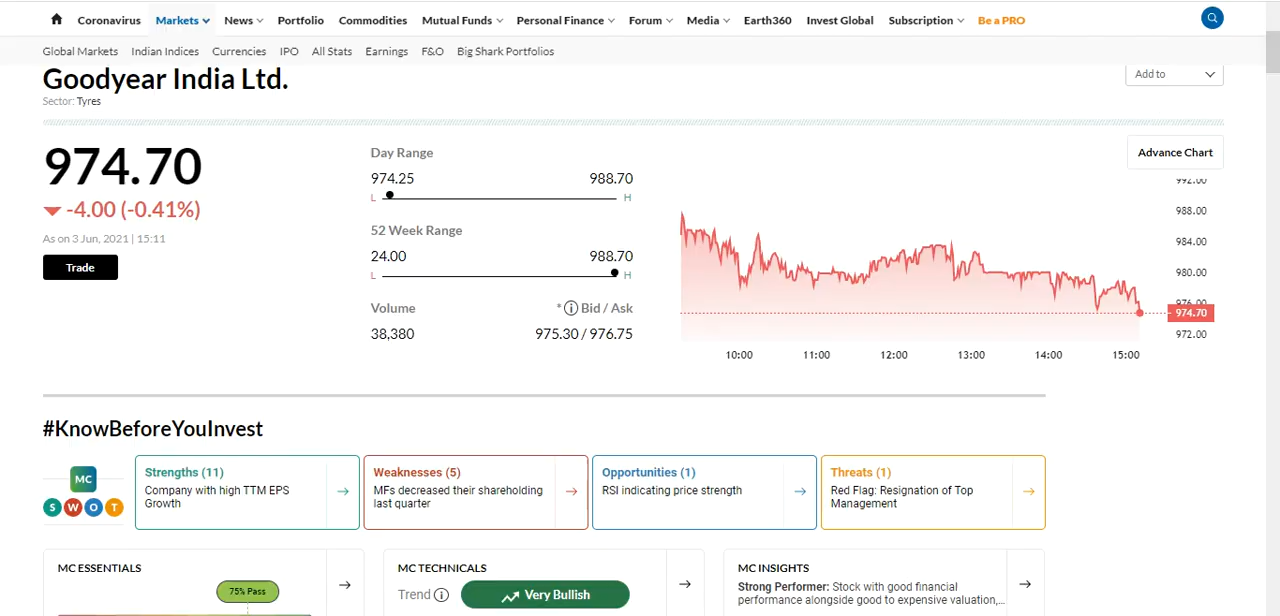 Coronavirus Markets News Portfolio Commodities Mutual Funds Personal Finance Forum Media Earth360 Invest Global Subscription Be a PRO
Global Markets Indian Indices Currencies IPO All Stats Earnings F&O Big Shark Portfolios
Goodyear India Ltd.
Add to
Sector: Tyres
974.70
-4.00 (-0.41%)
As on 3 Jun, 2021 | 15:11
Trade
Day Range
974.25 988.70
L H
52 Week Range
24.00 988.70
L H
Volume * Bid / Ask
38,380 975.30 / 976.75
Advance Chart
992.00
988.00
984.00
980.00
976.00
974.70
972.00
10:00 11:00 12:00 13:00 14:00 15:00
#KnowBeforeYouInvest
MC
S W O T
Strengths (11)
Company with high TTM EPS
Growth
Weaknesses (5)
MFs decreased their shareholding
last quarter
Opportunities (1)
RSI indicating price strength
Threats (1)
Red Flag: Resignation of Top
Management
MC ESSENTIALS
75% Pass
MC TECHNICALS
Trend Very Bullish
MC INSIGHTS
Strong Performer: Stock with good financial
performance alongside good to expensive valuation,...